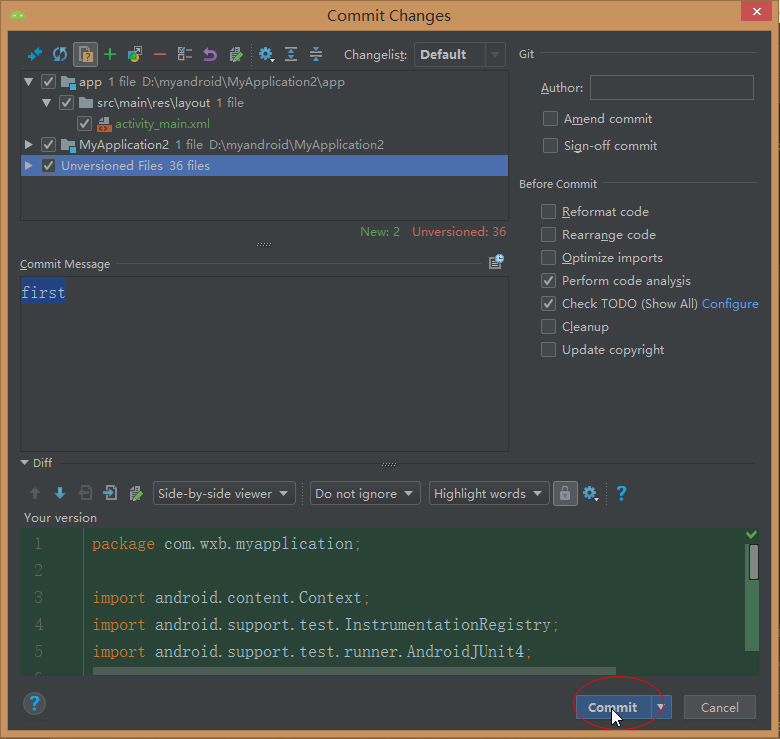 Commit Changes
Changelist: Default
Git
app 1 file D:\myandroid\MyApplication2\app
src\main\res\layout 1 file
activity_main.xml
MyApplication2 1 file D:\myandroid\MyApplication2
Unversioned Files 36 files
New: 2 Unversioned: 36
Author:
Amend commit
Sign-off commit
Before Commit
Reformat code
Rearrange code
Optimize imports
Perform code analysis
Check TODO (Show All) Configure
Cleanup
Update copyright
Commit Message
first
Diff
Side-by-side viewer Do not ignore Highlight words ?
Your version
1 package com.wxb.myapplication;
2
3 import android.content.Context;
4 import android.support.test.InstrumentationRegistry;
5 import android.support.test.runner.AndroidJUnit4;
? Commit Cancel